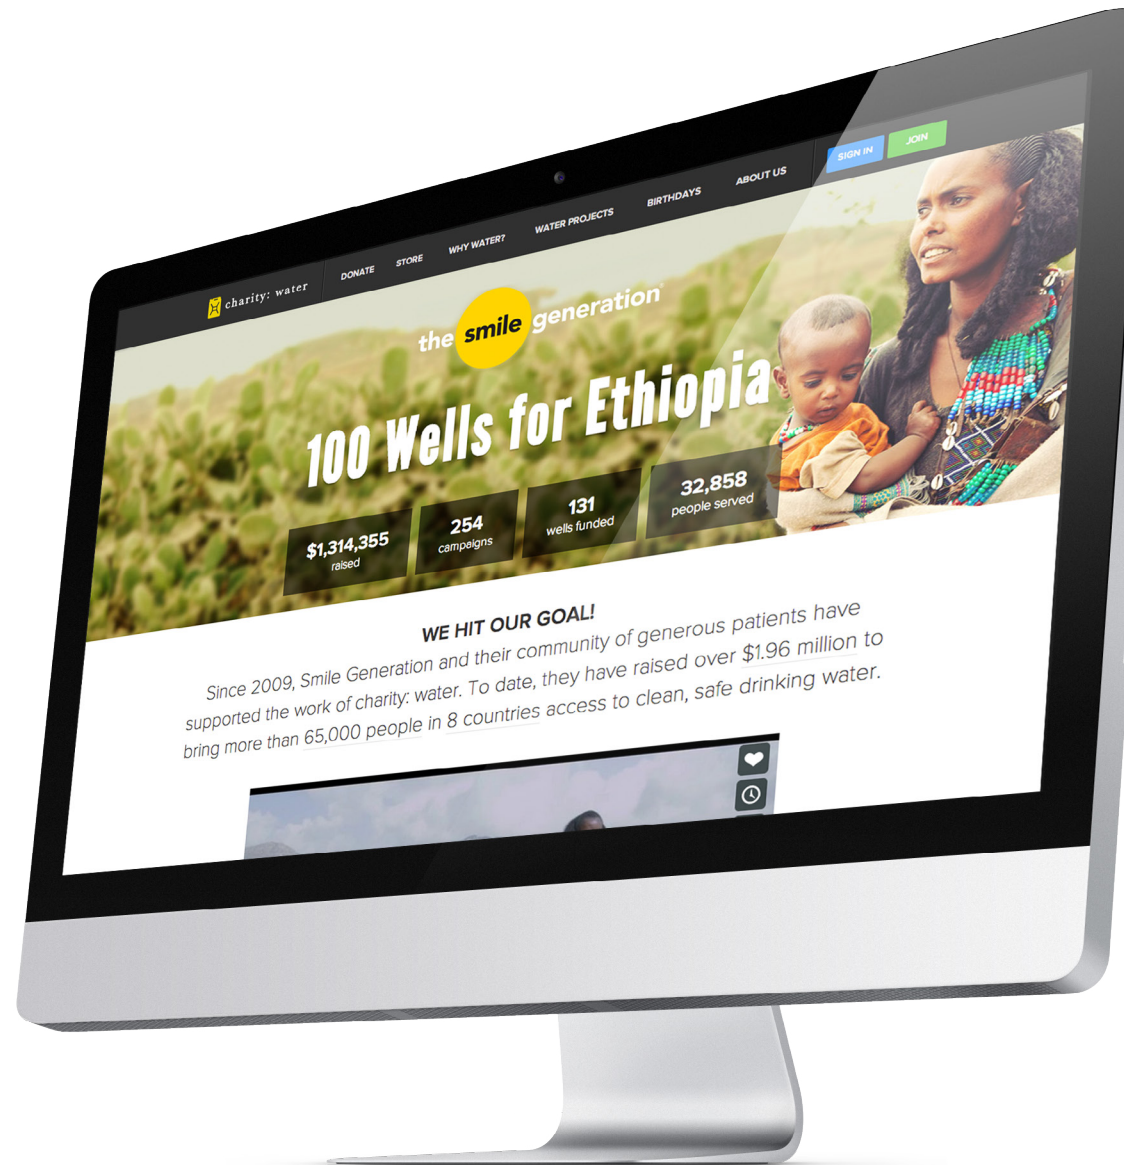 charity: water
DONATE
STORE
WHY WATER?
WATER PROJECTS
BIRTHDAYS
ABOUT US
SIGN IN
JOIN
the smile generation
100 Wells for Ethiopia
$1,314,355
raised
254
campaigns
131
wells funded
32,858
people served
WE HIT OUR GOAL!
Since 2009, Smile Generation and their community of generous patients have
supported the work of charity: water. To date, they have raised over $1.96 million to
bring more than 65,000 people in 8 countries access to clean, safe drinking water.